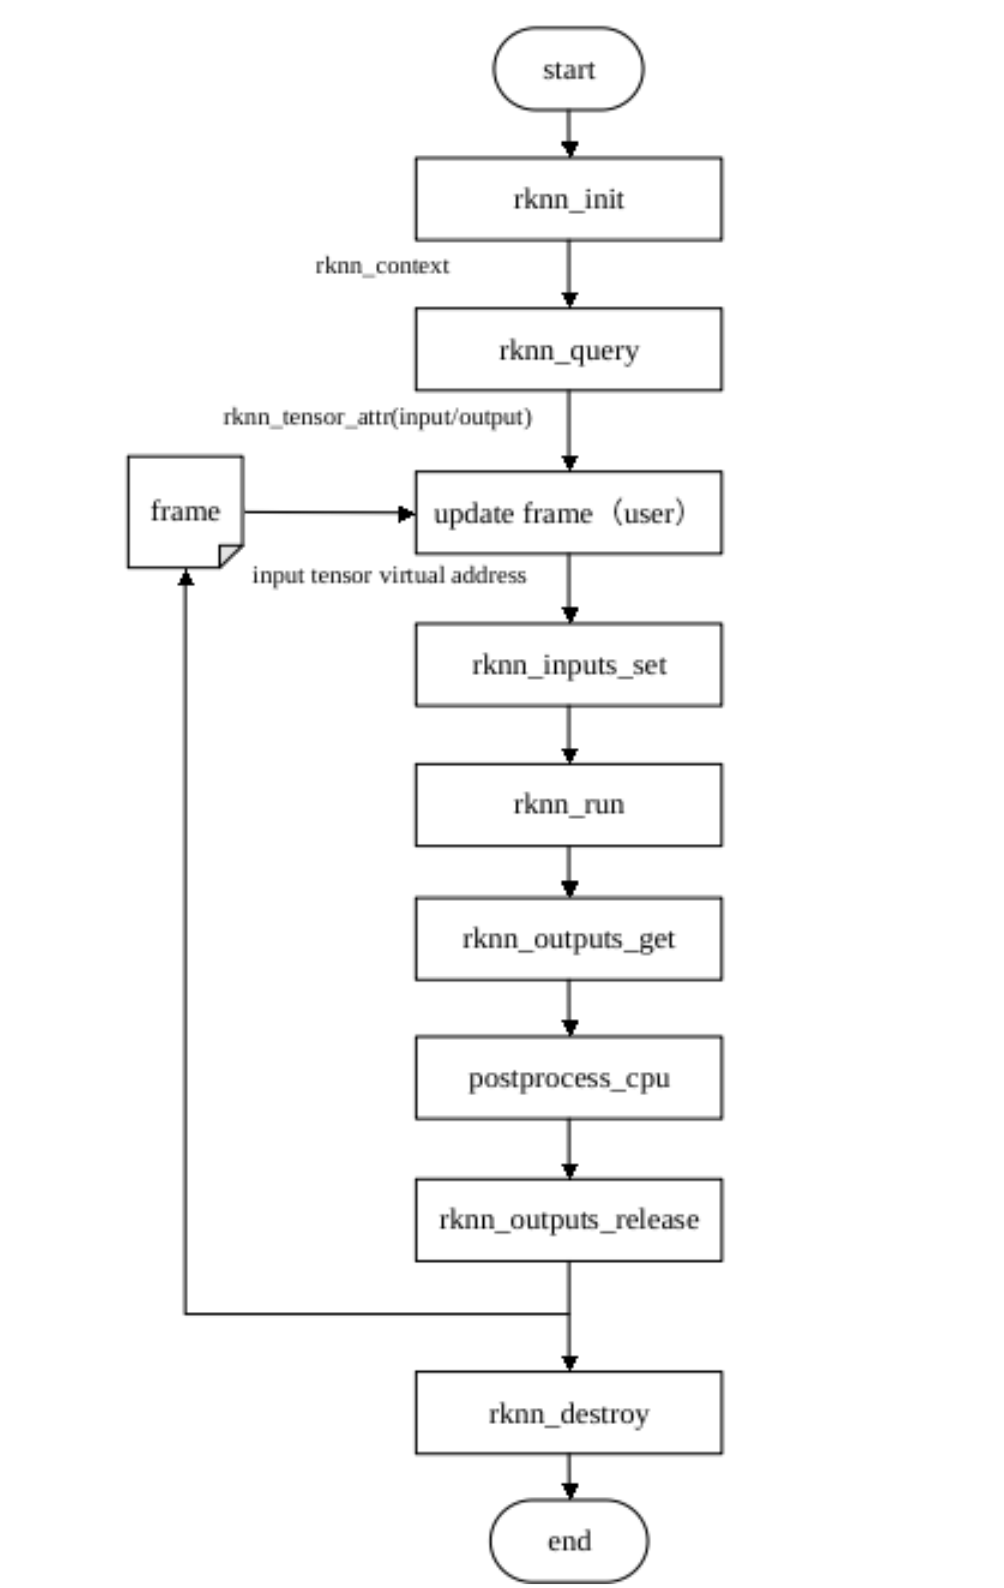 start
rknn_init
rknn_context
rknn_query
rknn_tensor_attr(input/output)
frame
update frame（user）
input tensor virtual address
rknn_inputs_set
rknn_run
rknn_outputs_get
postprocess_cpu
rknn_outputs_release
rknn_destroy
end